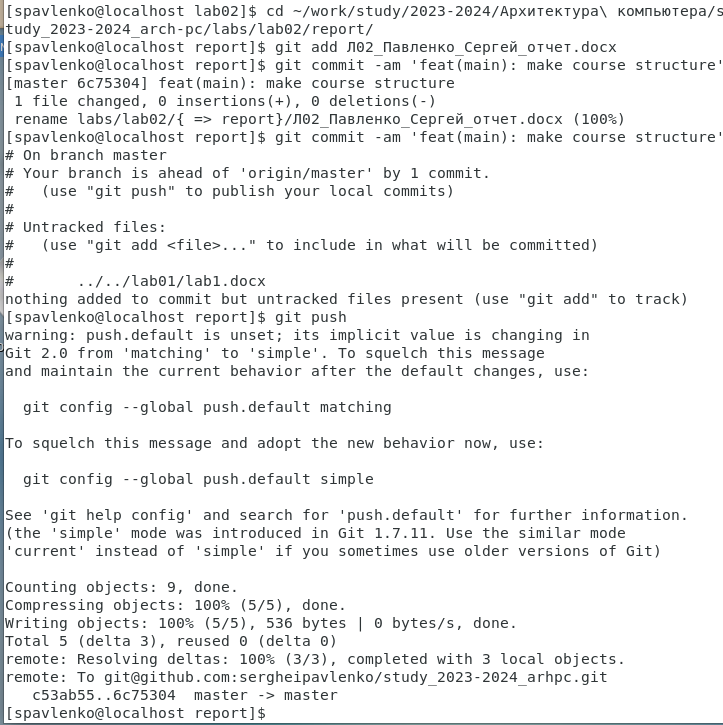 [spavlenko@localhost lab02]$ cd ~/work/study/2023-2024/Архитектура\ компьютера/s
tudy_2023-2024_arch-pc/labs/lab02/report/
[spavlenko@localhost report]$ git add Л02_Павленко_Сергей_отчет.docx
[spavlenko@localhost report]$ git commit -am 'feat(main): make course structure'
[master 6c75304] feat(main): make course structure
 1 file changed, 0 insertions(+), 0 deletions(-)
 rename labs/lab02/{ => report}/Л02_Павленко_Сергей_отчет.docx (100%)
[spavlenko@localhost report]$ git commit -am 'feat(main): make course structure'
# On branch master
# Your branch is ahead of 'origin/master' by 1 commit.
#   (use "git push" to publish your local commits)
#
# Untracked files:
#   (use "git add <file>..." to include in what will be committed)
#
#       ../../lab01/lab1.docx
nothing added to commit but untracked files present (use "git add" to track)
[spavlenko@localhost report]$ git push
warning: push.default is unset; its implicit value is changing in
Git 2.0 from 'matching' to 'simple'. To squelch this message
and maintain the current behavior after the default changes, use:

  git config --global push.default matching

To squelch this message and adopt the new behavior now, use:

  git config --global push.default simple

See 'git help config' and search for 'push.default' for further information.
(the 'simple' mode was introduced in Git 1.7.11. Use the similar mode
'current' instead of 'simple' if you sometimes use older versions of Git)

Counting objects: 9, done.
Compressing objects: 100% (5/5), done.
Writing objects: 100% (5/5), 536 bytes | 0 bytes/s, done.
Total 5 (delta 3), reused 0 (delta 0)
remote: Resolving deltas: 100% (3/3), completed with 3 local objects.
remote: To git@github.com:sergheipavlenko/study_2023-2024_arhpc.git
   c53ab55..6c75304  master -> master
[spavlenko@localhost report]$